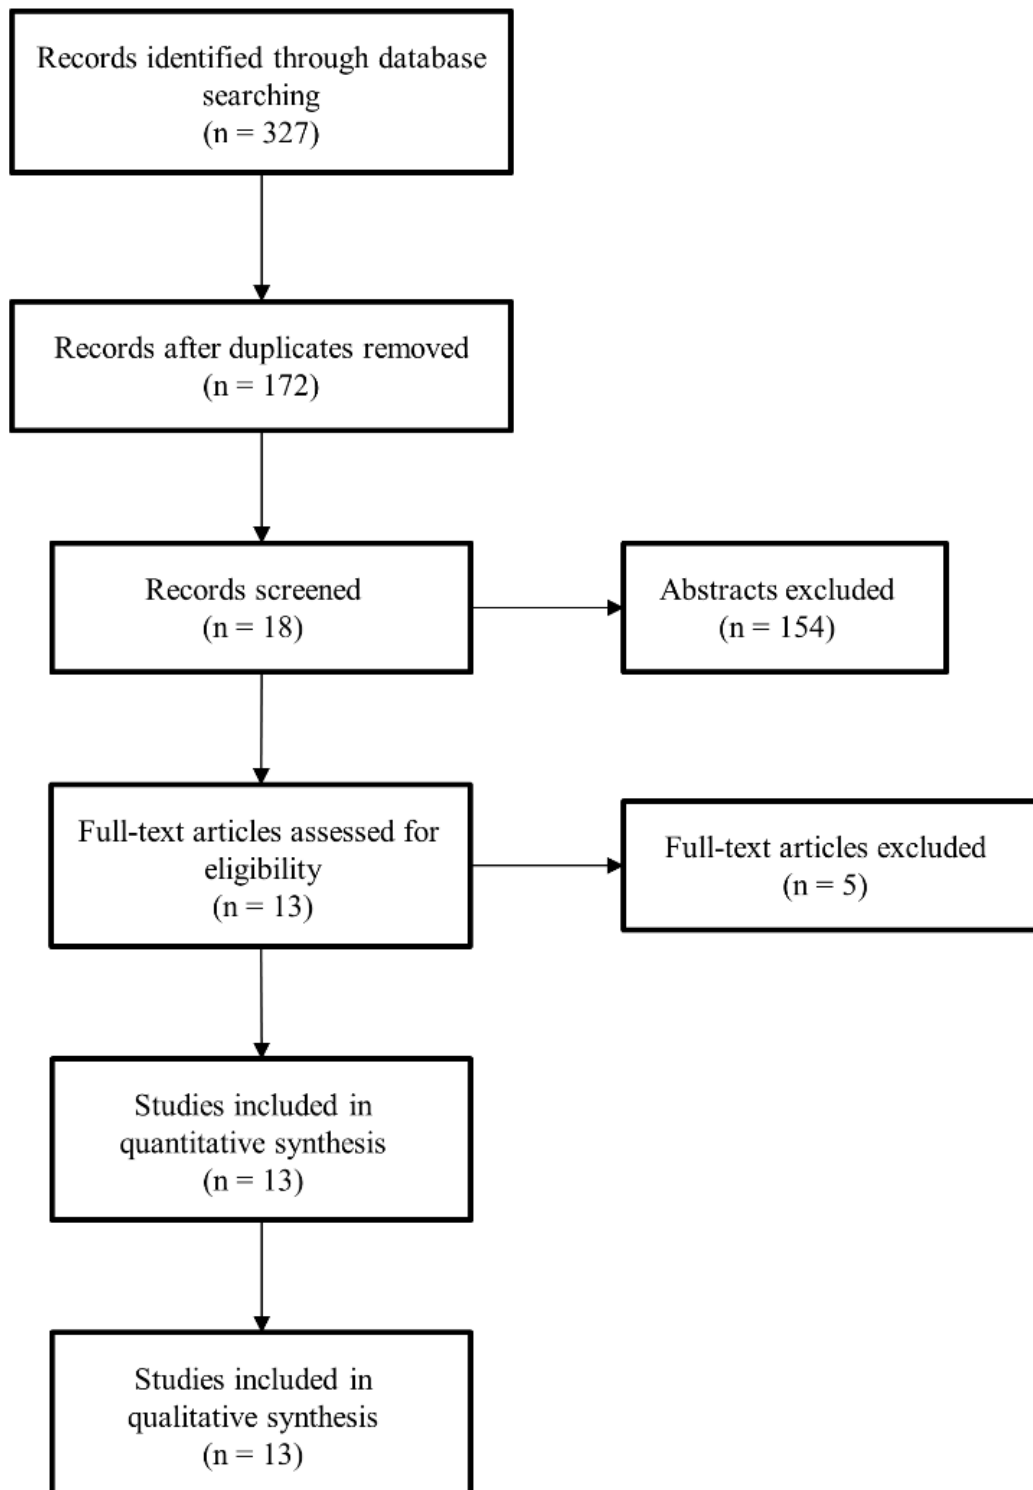 Records identified through database
searching
(n = 327)
Records after duplicates removed
(n = 172)
Records screened
(n = 18)
Abstracts excluded
(n = 154)
Full-text articles assessed for
eligibility
(n = 13)
Full-text articles excluded
(n = 5)
Studies included in
quantitative synthesis
(n = 13)
Studies included in
qualitative synthesis
(n = 13)